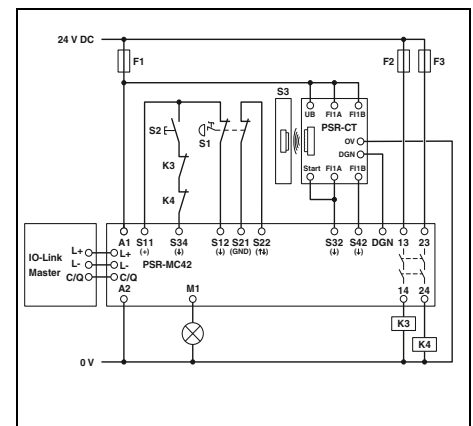 24 V DC
F1 F2 F3
S3
UB FI1A FI1B
S2 S1 PSR-CT
0V
DGN
K3 Start FI1A FI1B
K4
A1 S11 S34 S12 S21 S22 S32 S42 DGN 13 23
(+) (↓) (↓) (GND) (↑↓) (↓) (↓)
IO-Link
Master
L+ L+ PSR-MC42
L- L-
C/Q C/Q
A2 M1 14 24
K3
K4
0 V